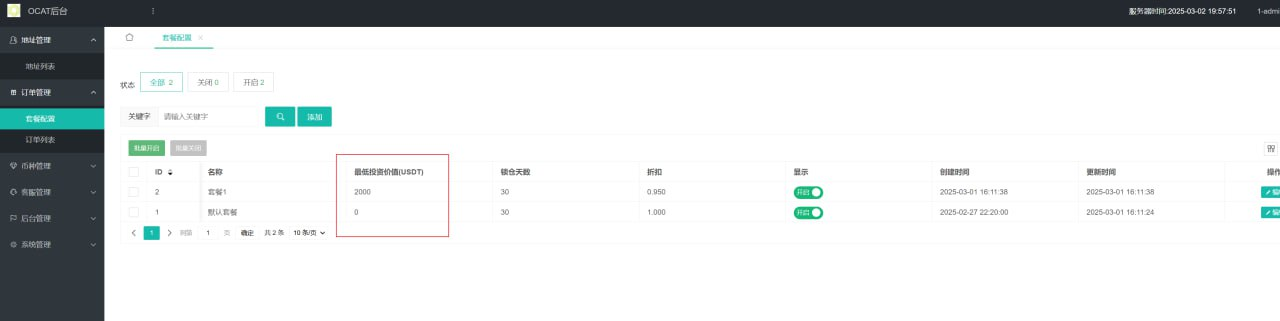 OCAT后台
服务器时间:2025-03-02 19:57:51 1-admi
地址管理
地址列表
订单管理
套餐配置
订单列表
币种管理
客服管理
后台管理
系统管理
套餐配置
状态 全部 2 关闭 0 开启 2
关键字 请输入关键字 添加
批量开启 批量关闭
ID 名称 最低投资价值(USDT) 锁仓天数 折扣 显示 创建时间 更新时间 操作
2 套餐1 2000 30 0.950 开启 2025-03-01 16:11:38 2025-03-01 16:11:38 编
1 默认套餐 0 30 1.000 开启 2025-02-27 22:20:00 2025-03-01 16:11:24 编
1 到第 1 页 确定 共 2 条 10 条/页